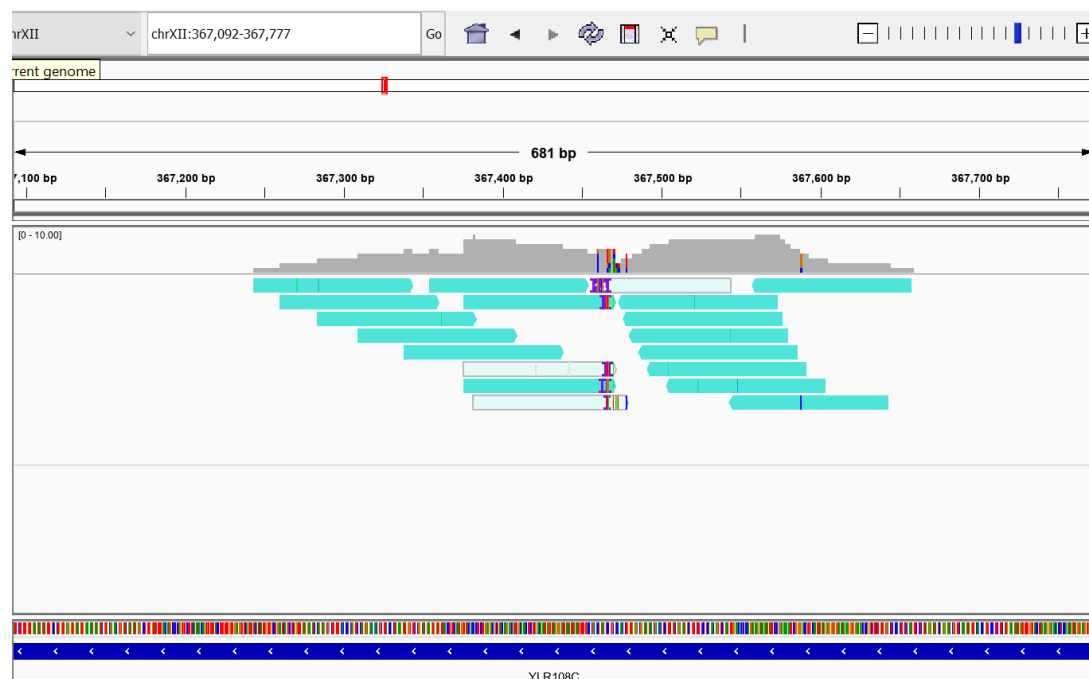 hrXII
chrXII:367,092-367,777
Go
rrent genome
681 bp
7,100 bp 367,200 bp 367,300 bp 367,400 bp 367,500 bp 367,600 bp 367,700 bp
[0 - 10.00]
YLR108C